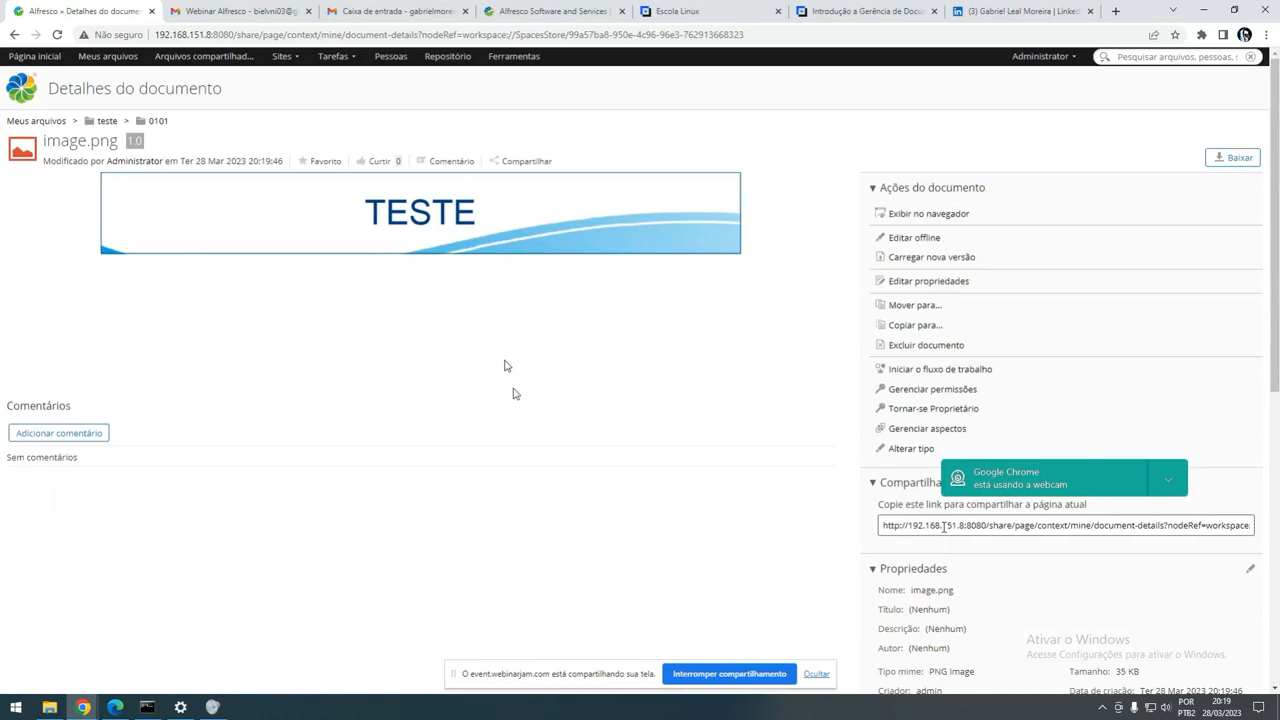 Alfresco » Detalhes do docume
Webinar Alfresco - bielvni03@g
Caixa de entrada - gabrielmorei
Alfresco Software and Services |
Escola Linux
Introdução a Gerência de Docum
(3) Gabriel Leal Moreira | Linked
Não seguro
192.168.151.8:8080/share/page/context/mine/document-details?nodeRef=workspace://SpacesStore/99a57ba8-950e-4c96-96e3-762913668323
Página inicial
Meus arquivos
Arquivos compartilhad...
Sites
Tarefas
Pessoas
Repositório
Ferramentas
Administrator
Pesquisar arquivos, pessoas, s
Detalhes do documento
Meus arquivos > teste > 0101
image.png 1.0
Modificado por Administrator em Ter 28 Mar 2023 20:19:46
Favorito
Curtir 0
Comentário
Compartilhar
Baixar
TESTE
Comentários
Adicionar comentário
Sem comentários
Ações do documento
Exibir no navegador
Editar offline
Carregar nova versão
Editar propriedades
Mover para...
Copiar para...
Excluir documento
Iniciar o fluxo de trabalho
Gerenciar permissões
Tornar-se Proprietário
Gerenciar aspectos
Alterar tipo
Google Chrome
está usando a webcam
Compartilha
Copie este link para compartilhar a página atual
http://192.168.151.8:8080/share/page/context/mine/document-details?nodeRef=workspace:
Propriedades
Nome: image.png
Título: (Nenhum)
Descrição: (Nenhum)
Autor: (Nenhum)
Tipo mime: PNG Image
Tamanho: 35 KB
Criador: admin
Data de criação: Ter 28 Mar 2023 20:19:46
Ativar o Windows
Acesse Configurações para ativar o Windows.
O event.webinarjam.com está compartilhando sua tela.
Interromper compartilhamento
Ocultar
POR
PTB2
20:19
28/03/2023